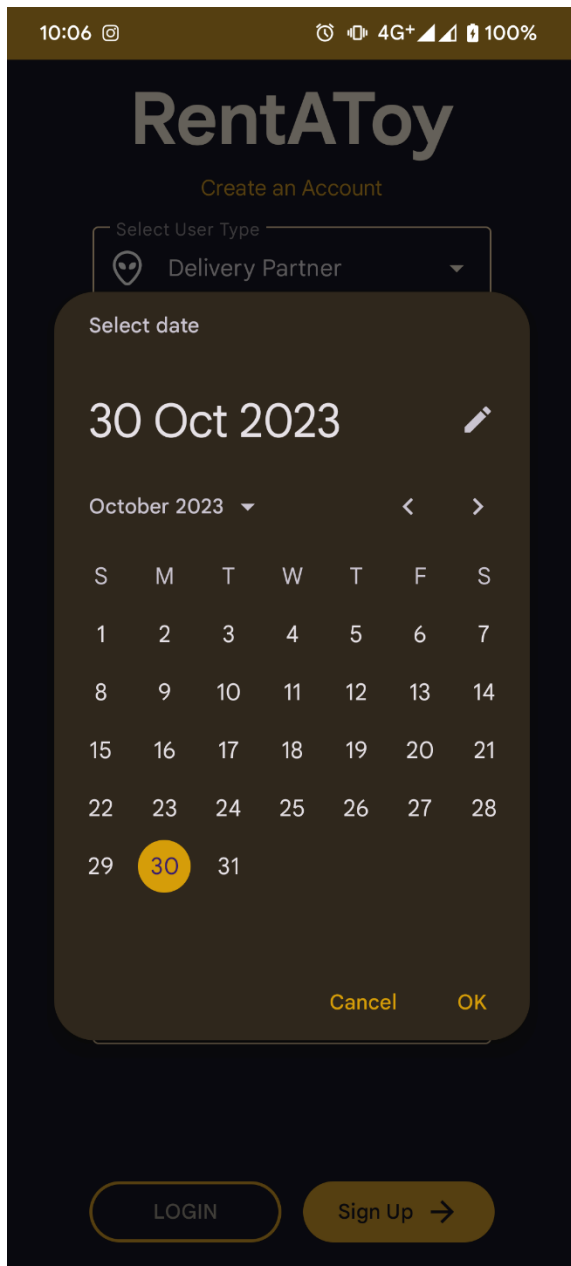 10:06 4G+ 100%
RentAToy
Create an Account
Select User Type
Delivery Partner
Select date
30 Oct 2023
October 2023
S M T W T F S
1 2 3 4 5 6 7
8 9 10 11 12 13 14
15 16 17 18 19 20 21
22 23 24 25 26 27 28
29 30 31
Cancel OK
LOGIN Sign Up